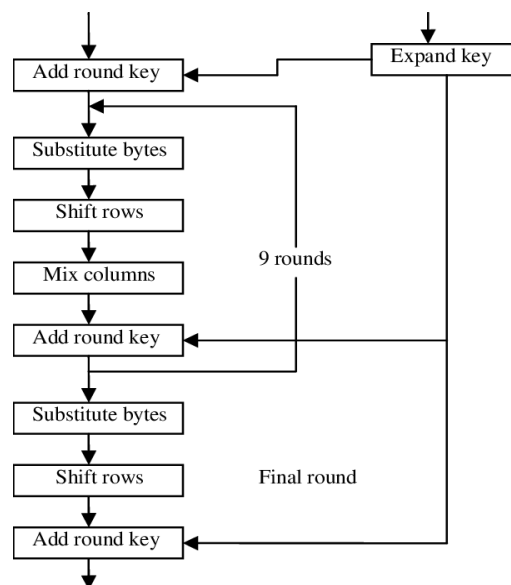 Expand key
Add round key
Substitute bytes
Shift rows
Mix columns
9 rounds
Add round key
Substitute bytes
Shift rows
Final round
Add round key